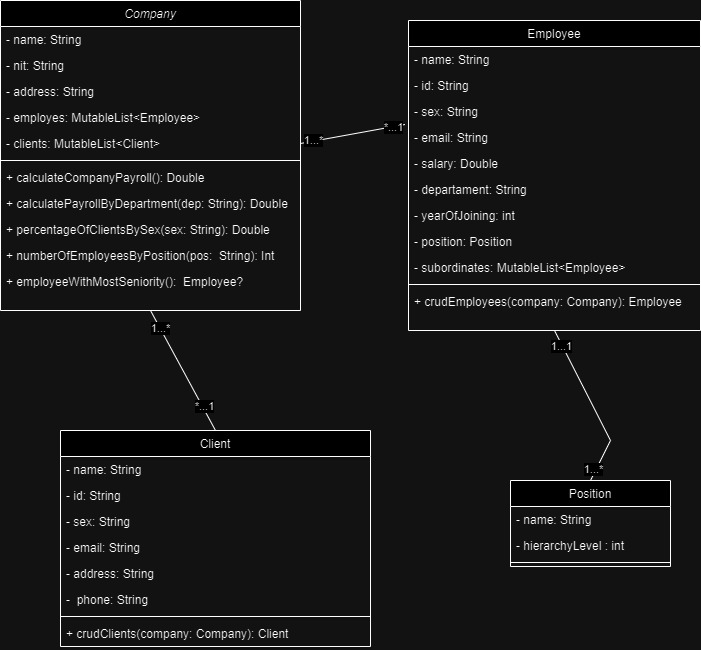 Company
- name: String
- nit: String
- address: String
- employes: MutableList<Employee>
- clients: MutableList<Client>
+ calculateCompanyPayroll(): Double
+ calculatePayrollByDepartment(dep: String): Double
+ percentageOfClientsBySex(sex: String): Double
+ numberOfEmployeesByPosition(pos:  String): Int
+ employeeWithMostSeniority():  Employee?
1...*
*...1
Employee
- name: String
- id: String
- sex: String
- email: String
- salary: Double
- departament: String
- yearOfJoining: int
- position: Position
- subordinates: MutableList<Employee>
+ crudEmployees(company: Company): Employee
1...*
*...1
1...1
1...*
Client
- name: String
- id: String
- sex: String
- email: String
- address: String
-  phone: String
+ crudClients(company: Company): Client
Position
- name: String
- hierarchyLevel : int